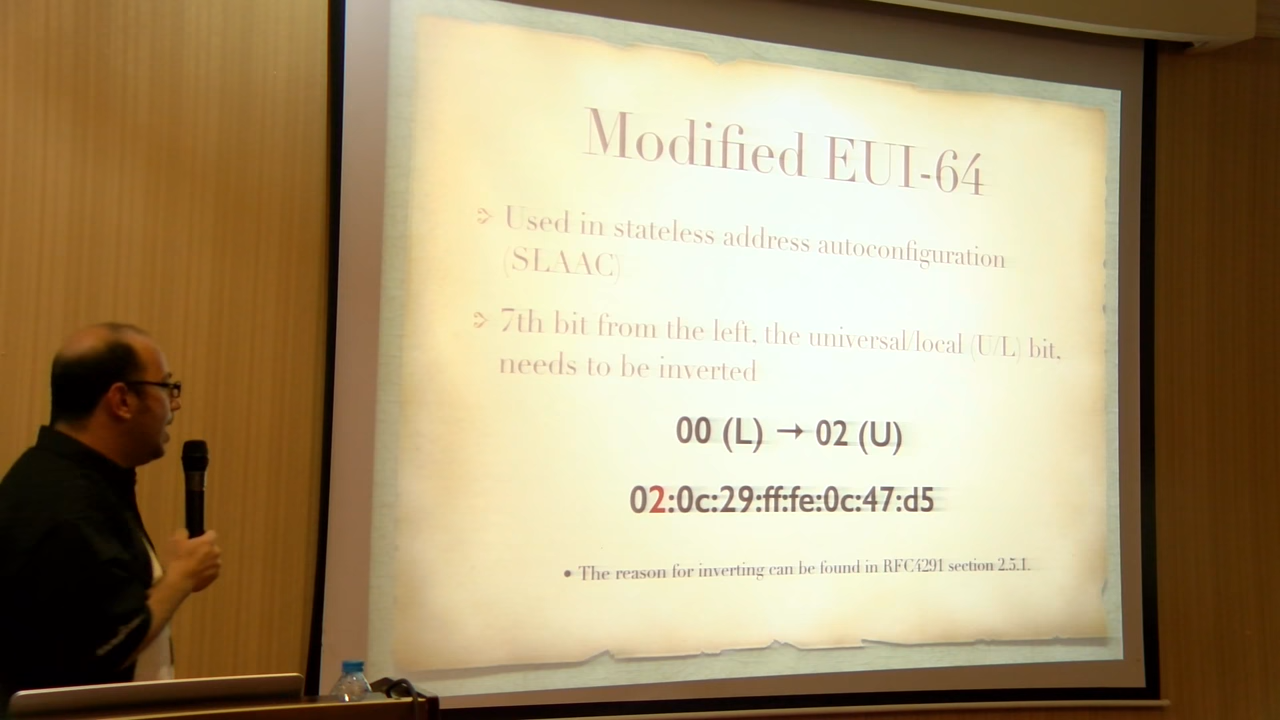 Modified EUI-64
Used in stateless address autoconfiguration
(SLAAC)
7th bit from the left, the universal/local (U/L) bit,
needs to be inverted
00 (L) → 02 (U)
02:0c:29:ff:fe:0c:47:d5
• The reason for inverting can be found in RFC4291 section 2.5.1.